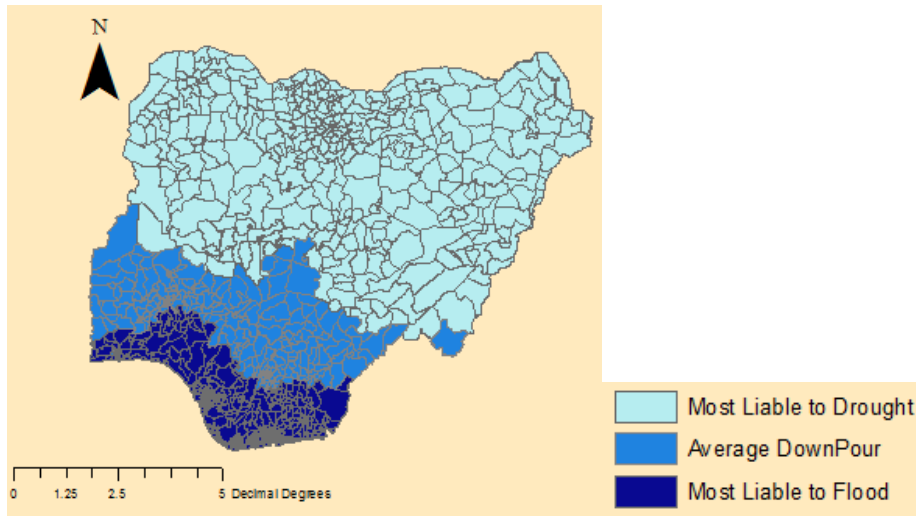 N
Most Liable to Drought
Average DownPour
Most Liable to Flood
0 1.25 2.5 5 Decimal Degrees